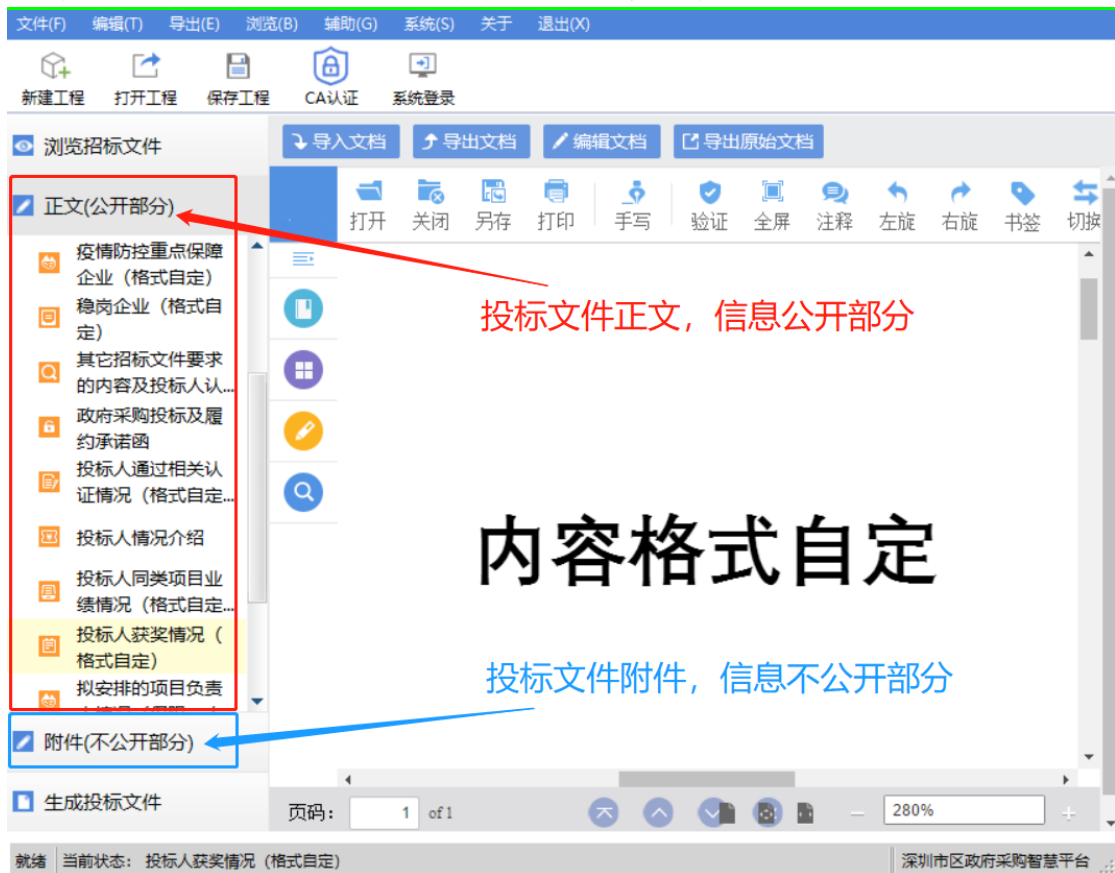 文件(F) 编辑(T) 导出(E) 浏览(B) 辅助(G) 系统(S) 关于 退出(X)
新建工程 打开工程 保存工程 CA认证 系统登录
浏览招标文件
导入文档 导出文档 编辑文档 导出原始文档
正文(公开部分)
打开 关闭 另存 打印 手写 验证 全屏 注释 左旋 右旋 书签 切换
疫情防控重点保障
企业（格式自定）
稳岗企业（格式自
定）
其它招标文件要求
的内容及投标人认...
政府采购投标及履
约承诺函
投标人通过相关认
证情况（格式自定...
投标人情况介绍
投标人同类项目业
绩情况（格式自定...
投标人获奖情况（
格式自定）
拟安排的项目负责
投标文件正文，信息公开部分
内容格式自定
投标文件附件，信息不公开部分
附件(不公开部分)
生成投标文件
页码: 1 of 1 280%
就绪 当前状态: 投标人获奖情况（格式自定） 深圳市区政府采购智慧平台